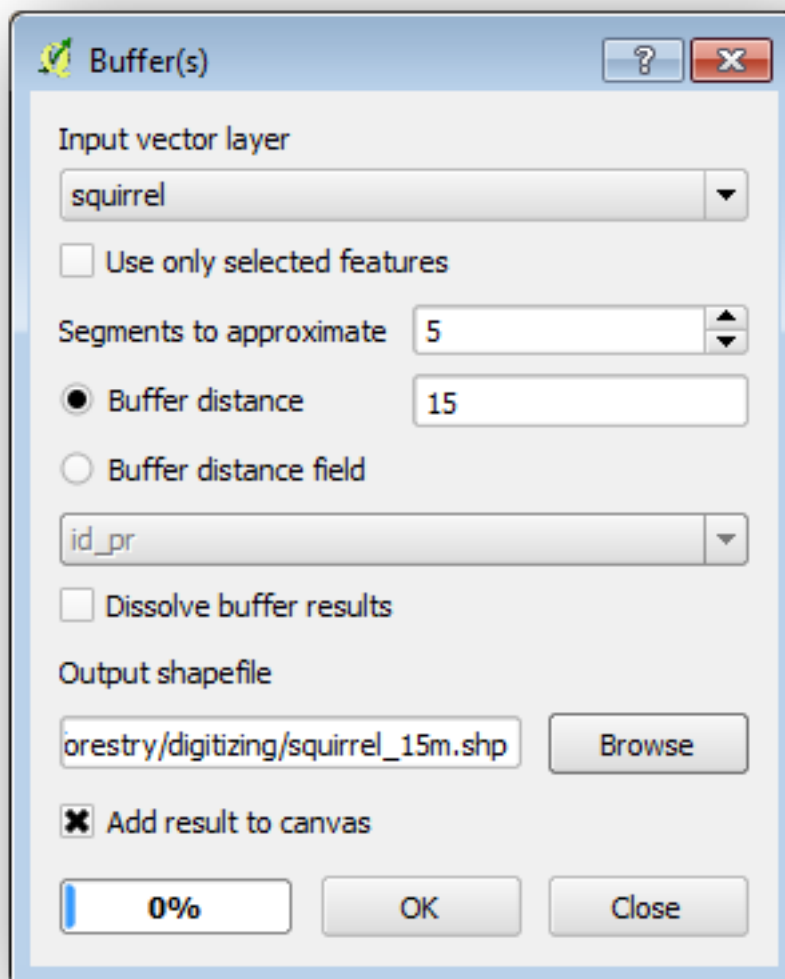 Buffer(s)
Input vector layer
squirrel
Use only selected features
Segments to approximate 5
Buffer distance 15
Buffer distance field
id_pr
Dissolve buffer results
Output shapefile
orestry/digitizing/squirrel_15m.shp Browse
Add result to canvas
0% OK Close